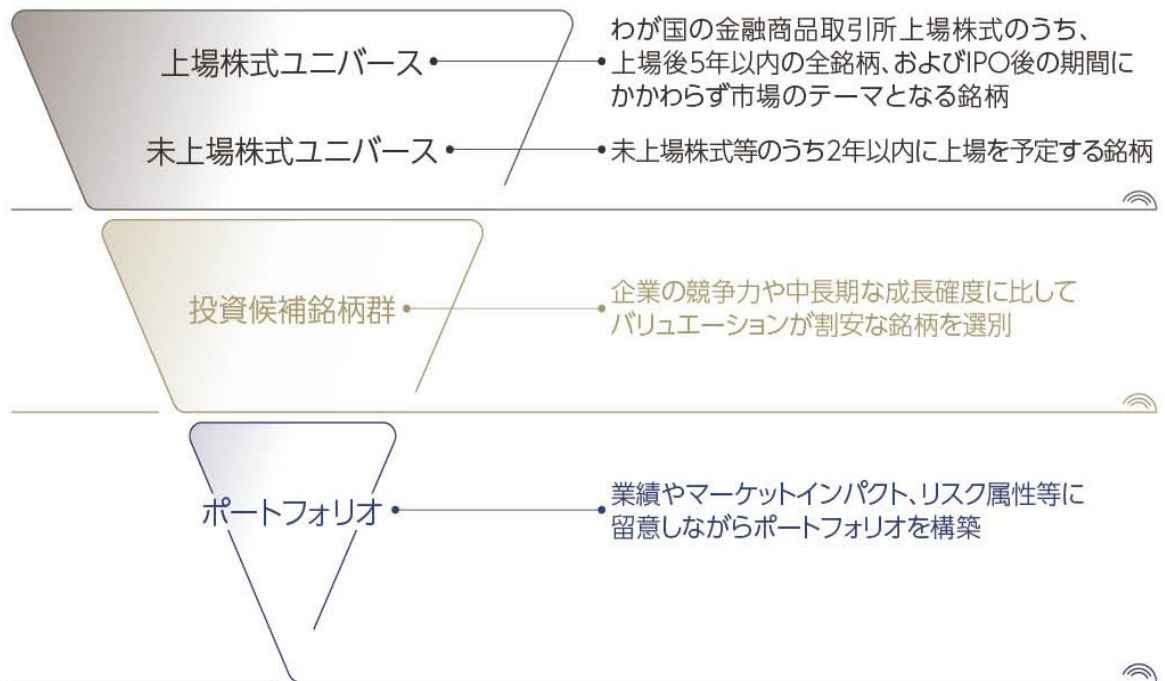 上場株式ユニバース
わが国の金融商品取引所上場株式のうち、
上場後5年以内の全銘柄、およびIPO後の期間に
かかわらず市場のテーマとなる銘柄
未上場株式ユニバース
未上場株式等のうち2年以内に上場を予定する銘柄
投資候補銘柄群
企業の競争力や中長期な成長確度に比して
バリュエーションが割安な銘柄を選別
ポートフォリオ
業績やマーケットインパクト、リスク属性等に
留意しながらポートフォリオを構築